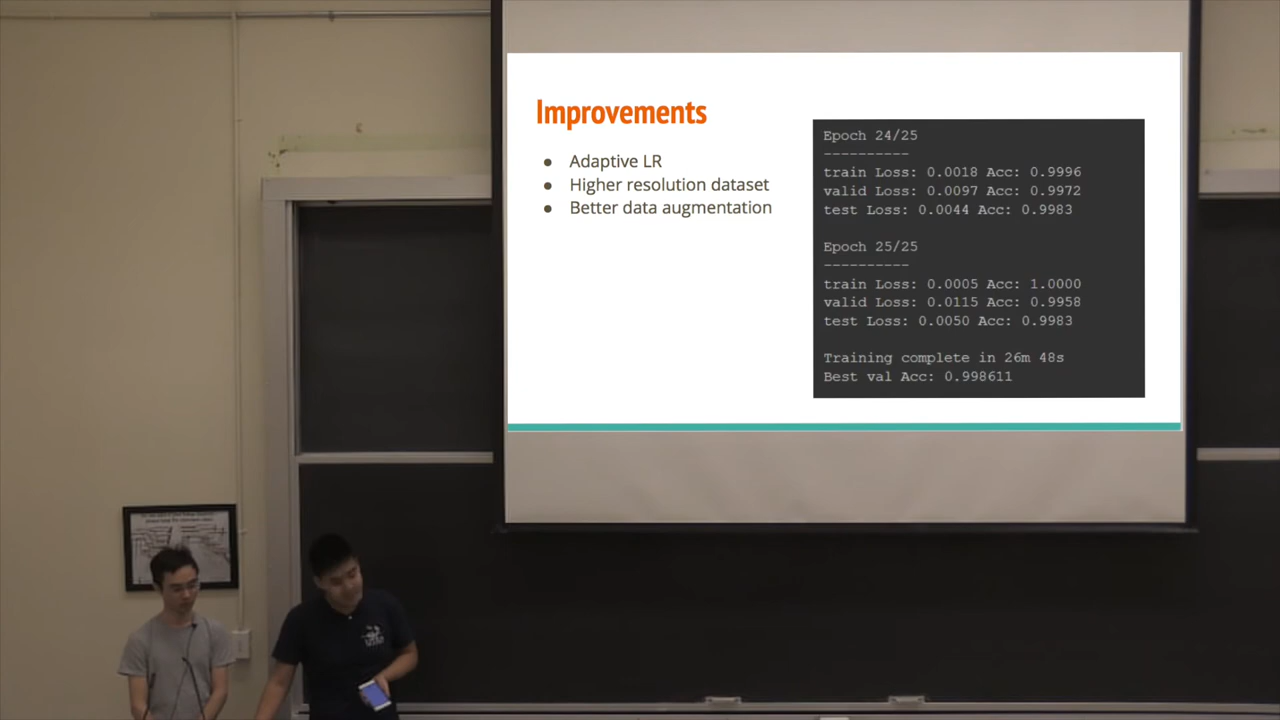 Improvements
● Adaptive LR
● Higher resolution dataset
● Better data augmentation
Epoch 24/25
----------
train Loss: 0.0018 Acc: 0.9996
valid Loss: 0.0097 Acc: 0.9972
test Loss: 0.0044 Acc: 0.9983
Epoch 25/25
----------
train Loss: 0.0005 Acc: 1.0000
valid Loss: 0.0115 Acc: 0.9958
test Loss: 0.0050 Acc: 0.9983
Training complete in 26m 48s
Best val Acc: 0.998611